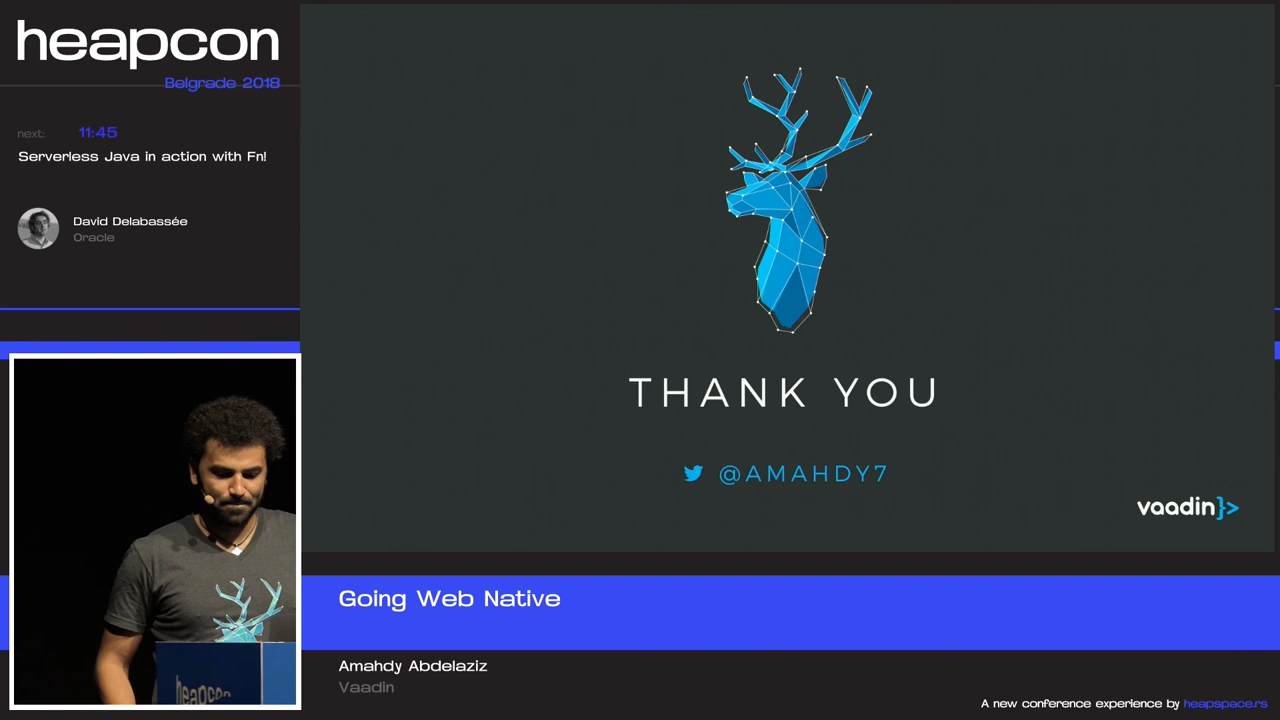 heapcon
Belgrade 2018
next: 11:45
Serverless Java in action with Fn!
David Delabassée
Oracle
THANK YOU
@AMAHDY7
vaadin}>
heapcon
Going Web Native
Amahdy Abdelaziz
Vaadin
A new conference experience by heapspace.rs